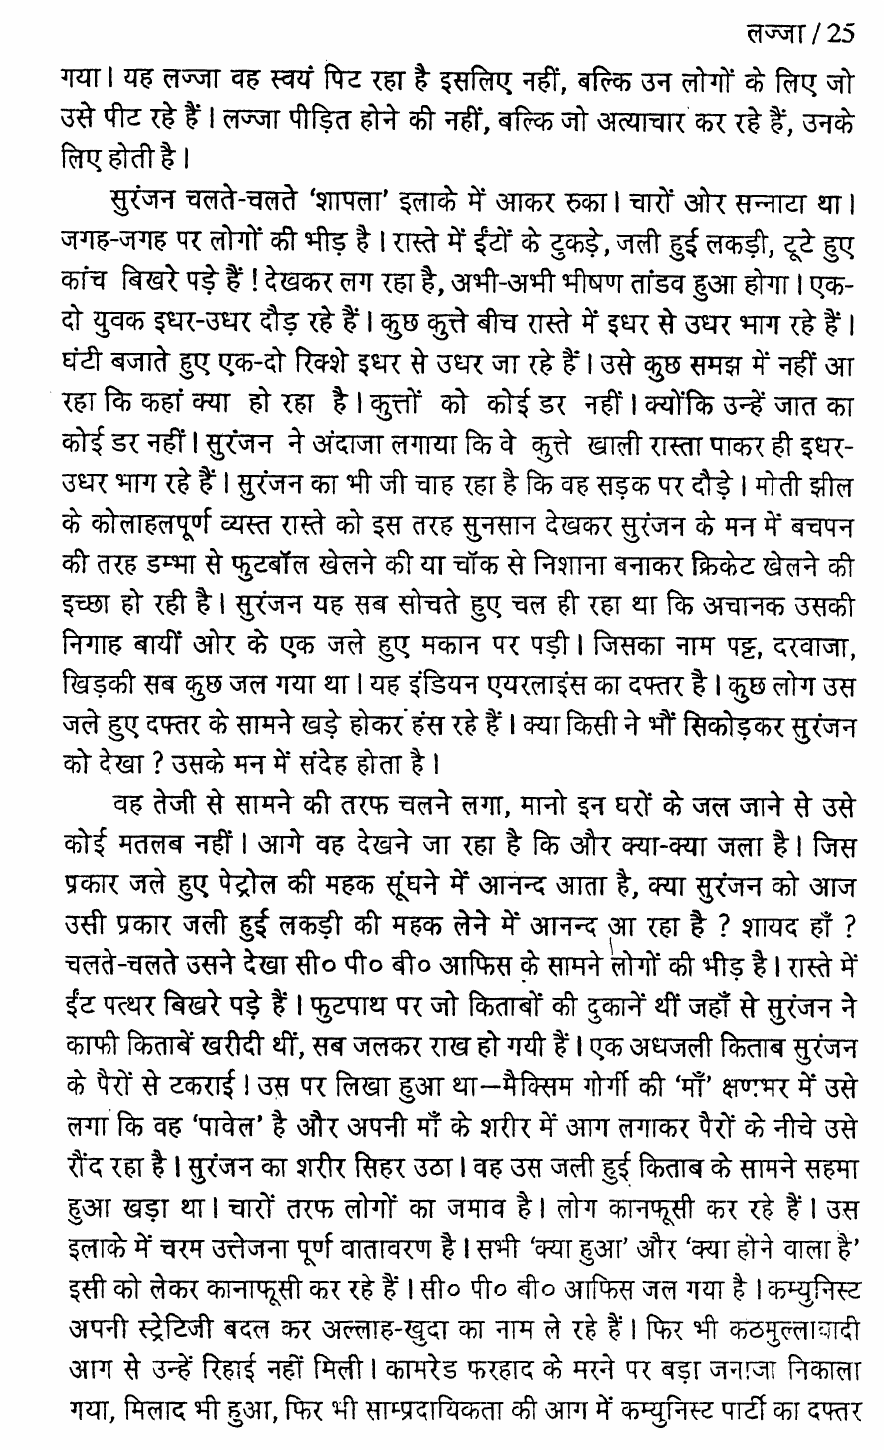 लज्जा / 25
गया। यह लज्जा वह स्वयं पिट रहा है इसलिए नहीं, बल्कि उन लोगों के लिए जो
उसे पीट रहे हैं। लज्जा पीड़ित होने की नहीं, बल्कि जो अत्याचार कर रहे हैं, उनके
लिए होती है।
सुरंजन चलते-चलते ‘शापला’ इलाके में आकर रुका। चारों ओर सन्नाटा था।
जगह-जगह पर लोगों की भीड़ है। रास्ते में ईंटों के टुकड़े, जली हुई लकड़ी, टूटे हुए
कांच बिखरे पड़े हैं ! देखकर लग रहा है, अभी-अभी भीषण तांडव हुआ होगा। एक-
दो युवक इधर-उधर दौड़ रहे हैं। कुछ कुत्ते बीच रास्ते में इधर से उधर भाग रहे हैं।
घंटी बजाते हुए एक-दो रिक्शे इधर से उधर जा रहे हैं। उसे कुछ समझ में नहीं आ
रहा कि कहां क्या हो रहा है। कुत्तों को कोई डर नहीं। क्योंकि उन्हें जात का
कोई डर नहीं। सुरंजन ने अंदाजा लगाया कि वे कुत्ते खाली रास्ता पाकर ही इधर-
उधर भाग रहे हैं। सुरंजन का भी जी चाह रहा है कि वह सड़क पर दौड़े। मोती झील
के कोलाहलपूर्ण व्यस्त रास्ते को इस तरह सुनसान देखकर सुरंजन के मन में बचपन
की तरह डम्भा से फुटबॉल खेलने की या चॉक से निशाना बनाकर क्रिकेट खेलने की
इच्छा हो रही है। सुरंजन यह सब सोचते हुए चल ही रहा था कि अचानक उसकी
निगाह बायीं ओर के एक जले हुए मकान पर पड़ी। जिसका नाम पट्ट, दरवाजा,
खिड़की सब कुछ जल गया था। यह इंडियन एयरलाइंस का दफ्तर है। कुछ लोग उस
जले हुए दफ्तर के सामने खड़े होकर हंस रहे हैं। क्या किसी ने भौं सिकोड़कर सुरंजन
को देखा ? उसके मन में संदेह होता है।
वह तेजी से सामने की तरफ चलने लगा, मानो इन घरों के जल जाने से उसे
कोई मतलब नहीं। आगे वह देखने जा रहा है कि और क्या-क्या जला है। जिस
प्रकार जले हुए पेट्रोल की महक सूंघने में आनन्द आता है, क्या सुरंजन को आज
उसी प्रकार जली हुई लकड़ी की महक लेने में आनन्द आ रहा है ? शायद हाँ ?
चलते-चलते उसने देखा सी० पी० बी० आफिस के सामने लोगों की भीड़ है। रास्ते में
ईंट पत्थर बिखरे पड़े हैं। फुटपाथ पर जो किताबों की दुकानें थीं जहाँ से सुरंजन ने
काफी किताबें खरीदी थीं, सब जलकर राख हो गयी हैं। एक अधजली किताब सुरंजन
के पैरों से टकराई। उस पर लिखा हुआ था—मैक्सिम गोर्गी की ‘माँ’ क्षणभर में उसे
लगा कि वह ‘पावेल’ है और अपनी माँ के शरीर में आग लगाकर पैरों के नीचे उसे
रौंद रहा है। सुरंजन का शरीर सिहर उठा। वह उस जली हुई किताब के सामने सहमा
हुआ खड़ा था। चारों तरफ लोगों का जमाव है। लोग कानफूसी कर रहे हैं। उस
इलाके में चरम उत्तेजना पूर्ण वातावरण है। सभी ‘क्या हुआ’ और ‘क्या होने वाला है’
इसी को लेकर कानाफूसी कर रहे हैं। सी० पी० बी० आफिस जल गया है। कम्युनिस्ट
अपनी स्ट्रेटिजी बदल कर अल्लाह-खुदा का नाम ले रहे हैं। फिर भी कठमुल्लावादी
आग से उन्हें रिहाई नहीं मिली। कामरेड फरहाद के मरने पर बड़ा जनाजा निकाला
गया, मिलाद भी हुआ, फिर भी साम्प्रदायिकता की आग में कम्युनिस्ट पार्टी का दफ्तर